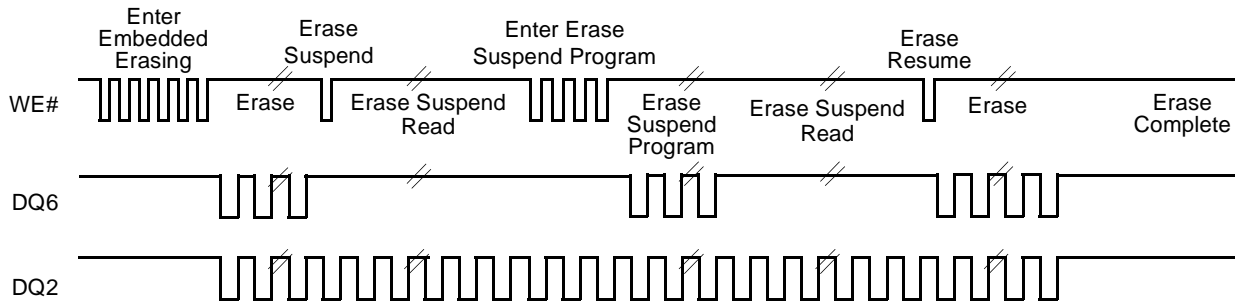 Enter
Embedded
Erasing
Erase
Suspend
Enter Erase
Suspend Program
Erase
Resume
WE#
Erase
Erase Suspend
Read
Erase
Suspend
Program
Erase Suspend
Read
Erase
Erase
Complete
DQ6
DQ2